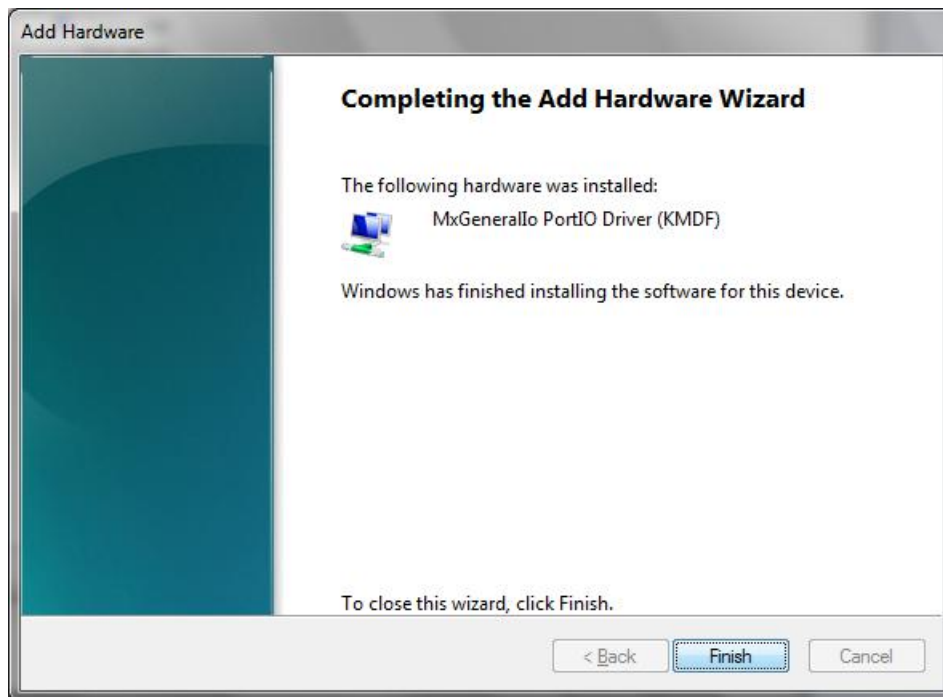 Add Hardware
Completing the Add Hardware Wizard
The following hardware was installed:
MxGeneralIo PortIO Driver (KMDF)
Windows has finished installing the software for this device.
To close this wizard, click Finish.
< Back
Finish
Cancel